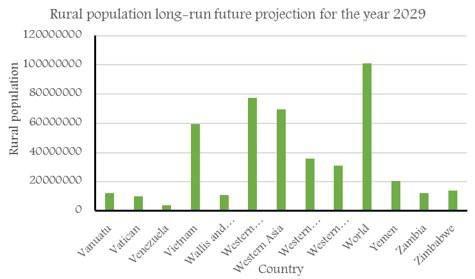 Rural population long-run future projection for the year 2029
120000000
100000000
80000000
60000000
40000000
20000000
0
Rural population
Vanuatu
Vatican
Venezuela
Vietnam
Wallis and...
Western...
Western Asia
Western...
Western...
World
Yemen
Zambia
Zimbabwe
Country